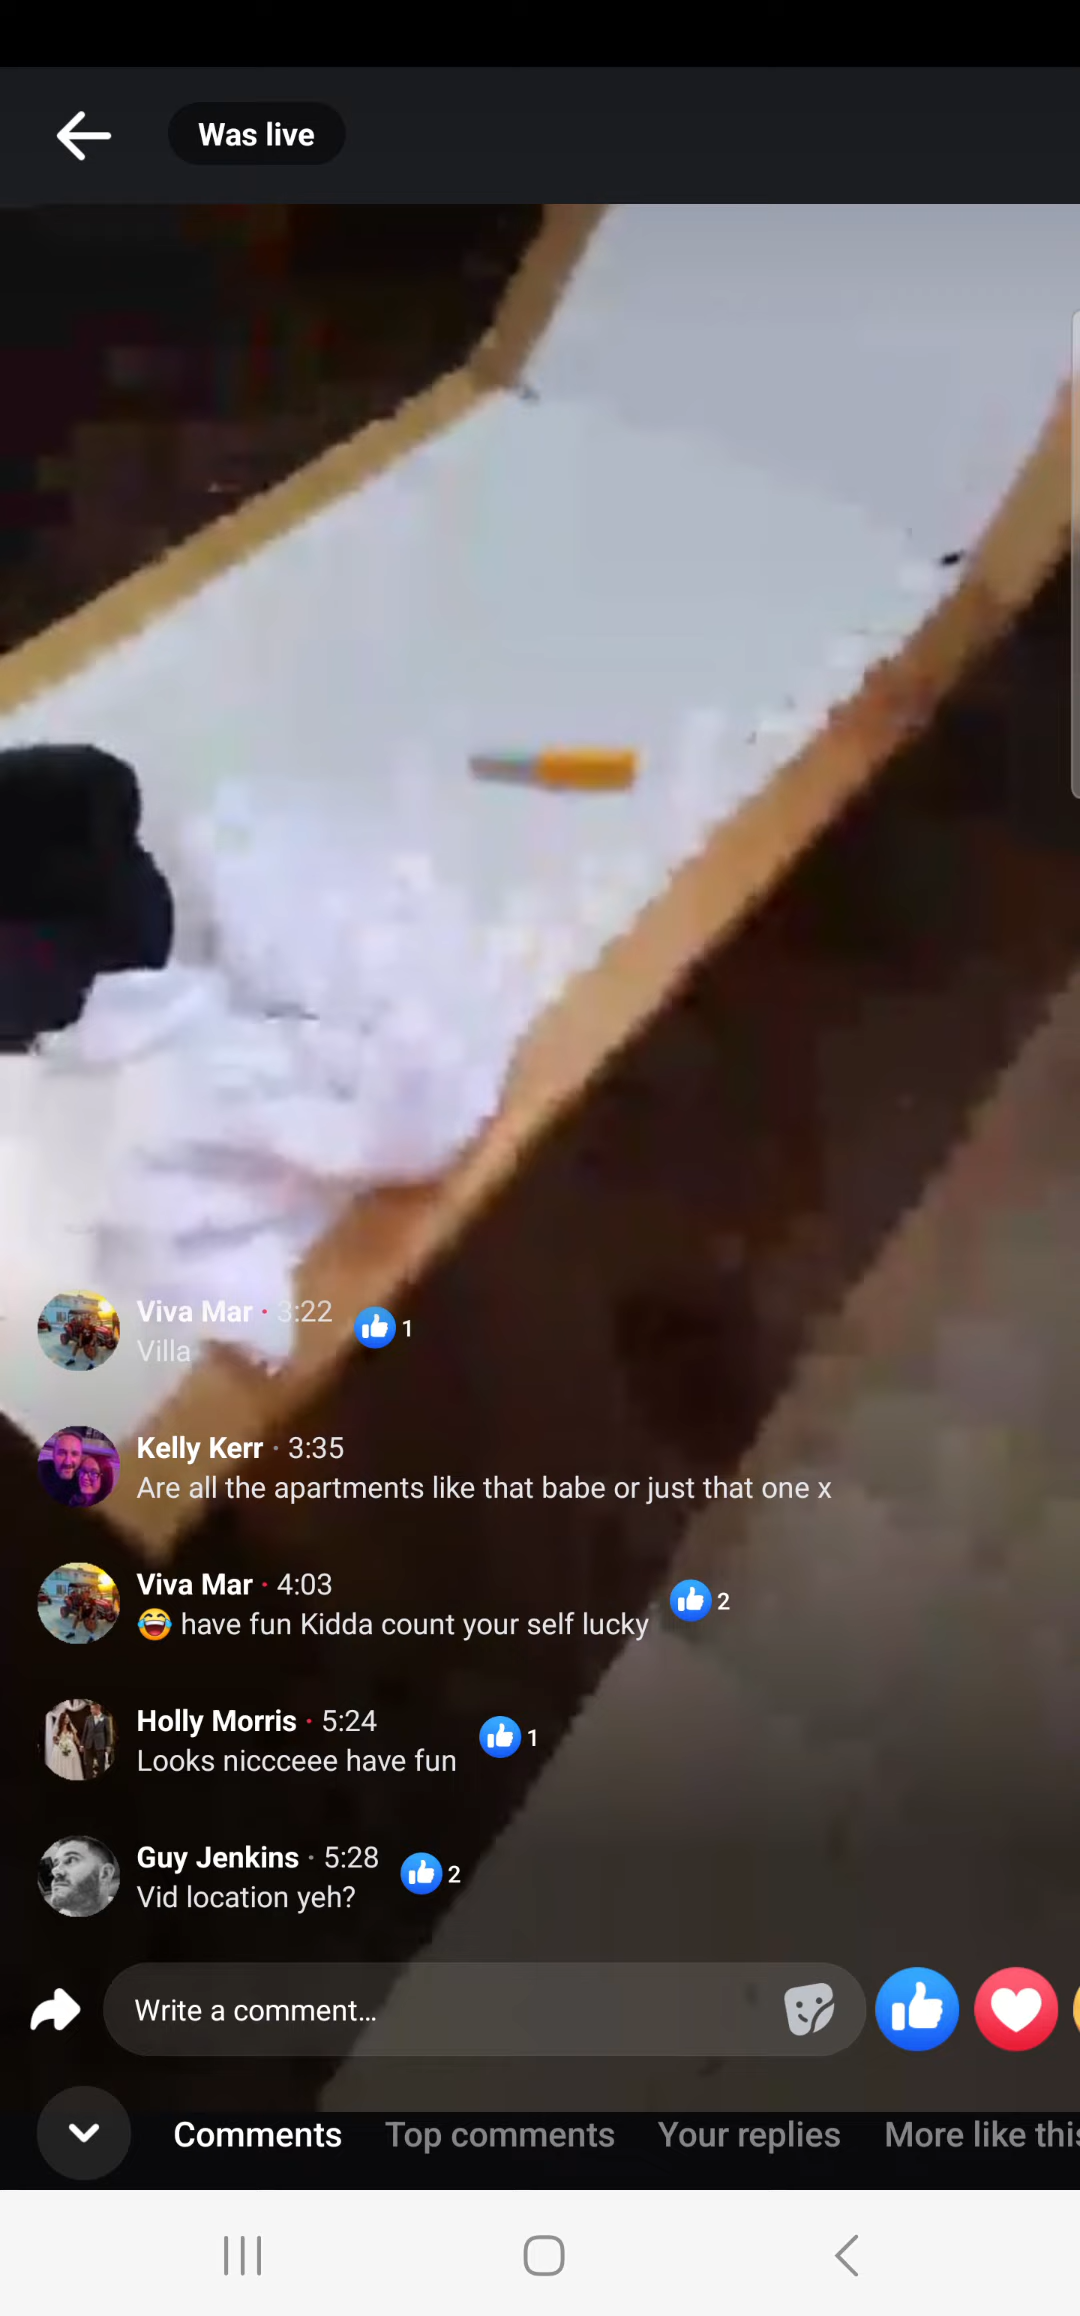 Was live
Viva Mar · 3:22
1
Villa
Kelly Kerr · 3:35
Are all the apartments like that babe or just that one x
Viva Mar · 4:03
2
😂 have fun Kidda count your self lucky
Holly Morris · 5:24
1
Looks niccceee have fun
Guy Jenkins · 5:28
2
Vid location yeh?
Write a comment...
Comments Top comments Your replies More like this